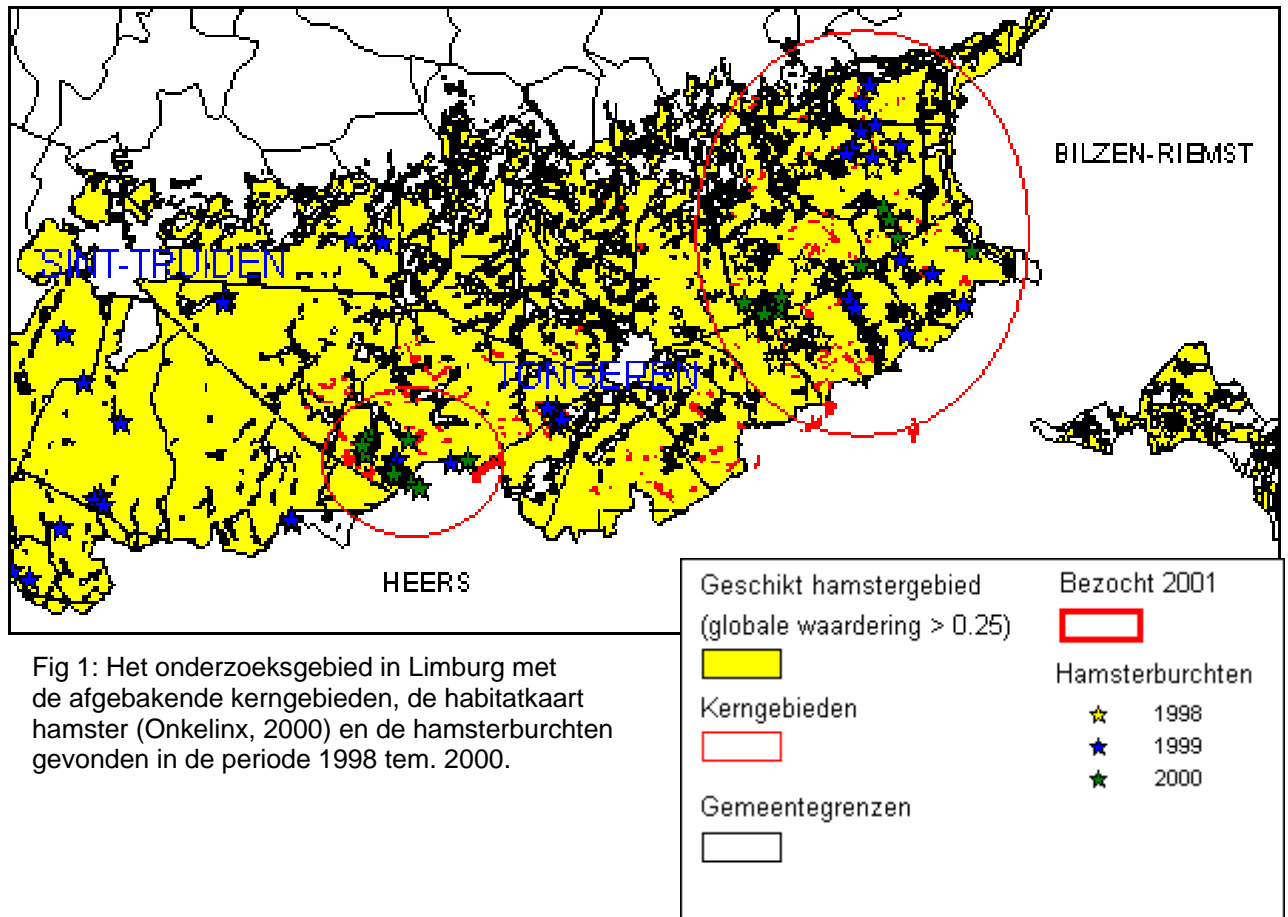 BILZEN-RIEMST
SINT-TRUIDEN
TONGEREN
HEERS
Fig 1: Het onderzoeksgebied in Limburg met
de afgebakende kerngebieden, de habitatkaart
hamster (Onkelinx, 2000) en de hamsterburchten
gevonden in de periode 1998 tem. 2000.
Geschikt hamstergebied
(globale waardering > 0.25)
Kerngebieden
Gemeentegrenzen
Bezocht 2001
Hamsterburchten
1998
1999
2000